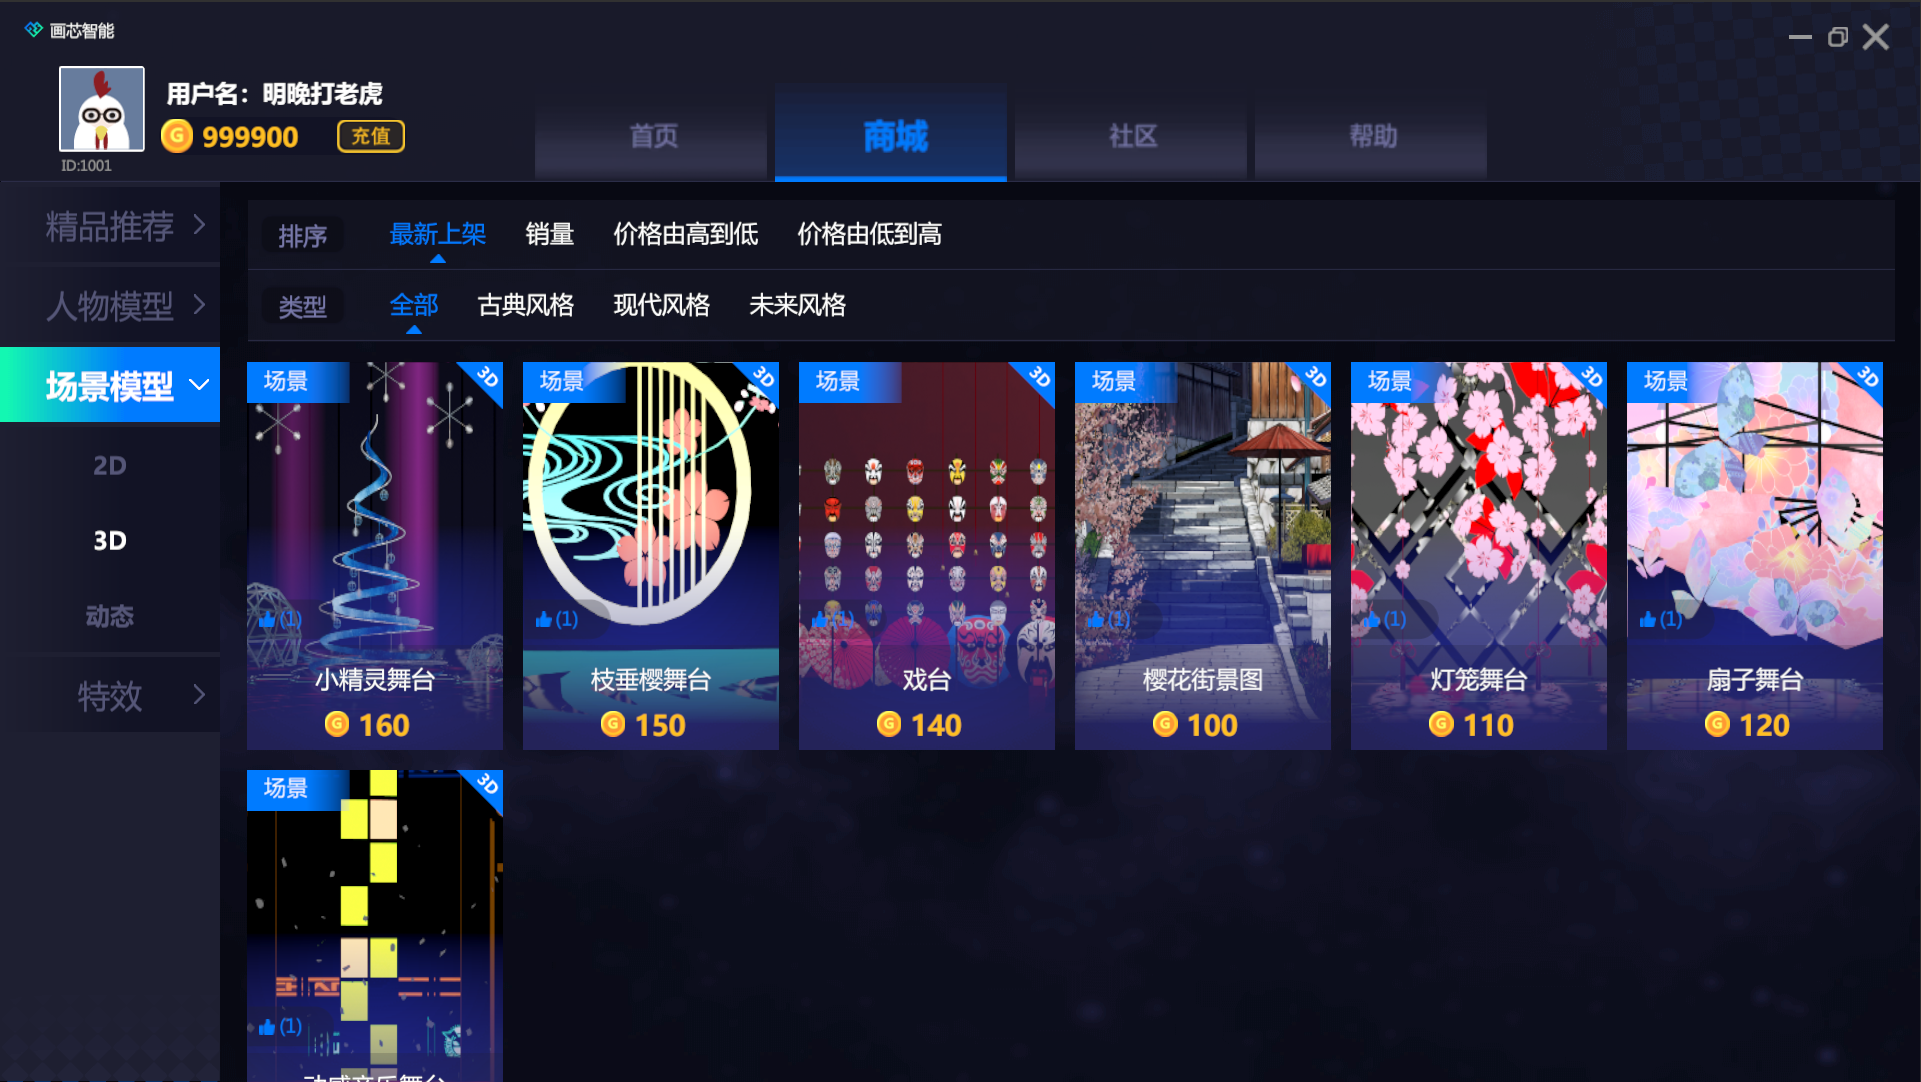 画芯智能
用户名：明晚打老虎
999900 充值
ID:1001
首页 商城 社区 帮助
精品推荐
人物模型
场景模型
2D
3D
动态
特效
排序 最新上架 销量 价格由高到低 价格由低到高
类型 全部 古典风格 现代风格 未来风格
场景 3D
(1)
小精灵舞台
160
场景 3D
(1)
枝垂樱舞台
150
场景 3D
(1)
戏台
140
场景 3D
(1)
樱花街景图
100
场景 3D
(1)
灯笼舞台
110
场景 3D
(1)
扇子舞台
120
场景 3D
(1)
动感音乐舞台